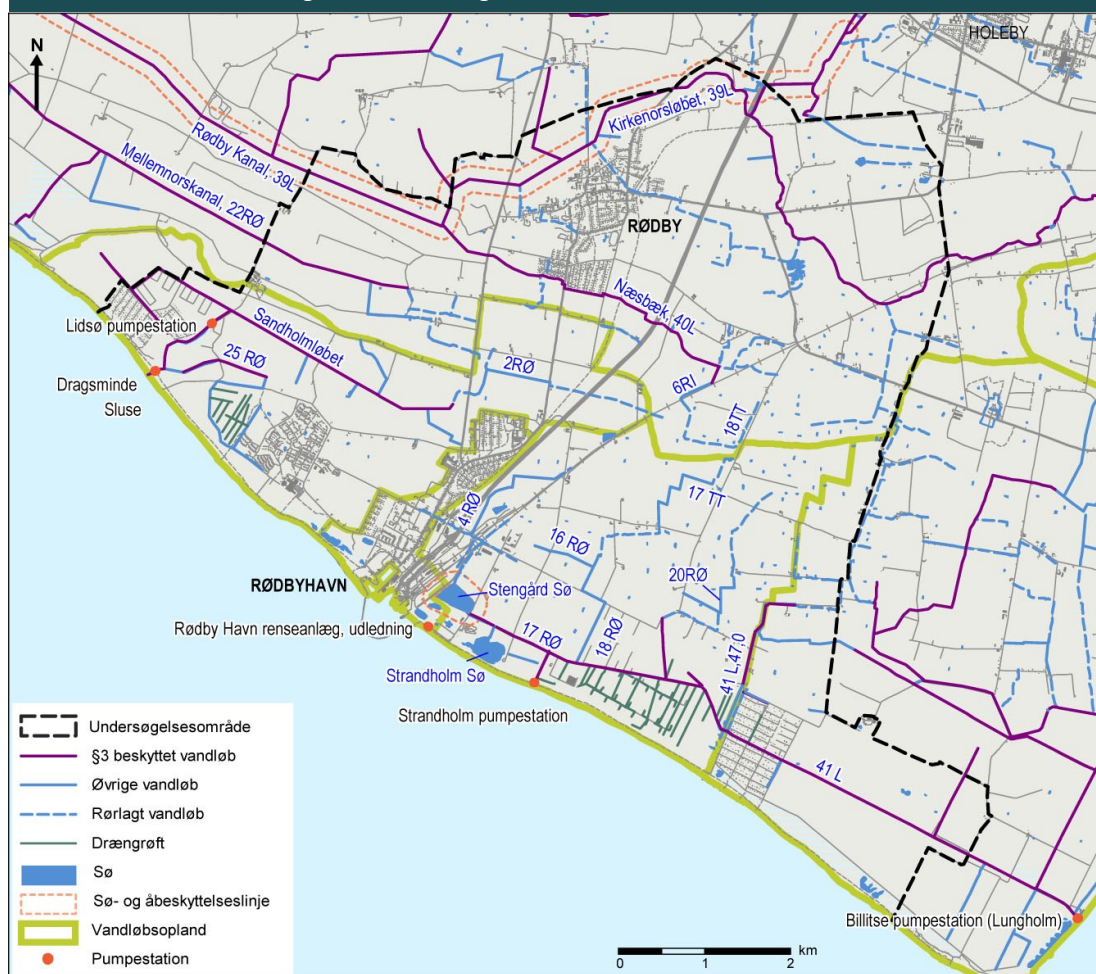 N
HOLEBY
Kirkenorsløbet, 39L
Rødby Kanal, 39L
Mellemnorskanal, 22RØ
RØDBY
Næsbæk, 40L
Lidsø pumpestation
Sandholmløbet
25 RØ
2RØ
6RI
18TT
Dragsminde
Sluse
17 TT
4 RØ
16 RØ
20RØ
RØDBYHAVN
Stengård Sø
Rødby Havn renseanlæg, udledning
17 RØ
18 RØ
41 L,47.0
Strandholm Sø
Strandholm pumpestation
41 L
Billitse pumpestation (Lungholm)
Undersøgelsesområde
§3 beskyttet vandløb
Øvrige vandløb
Rørlagt vandløb
Drængrøft
Sø
Sø- og åbeskyttelseslinje
Vandløbsopland
Pumpestation
km
0 1 2